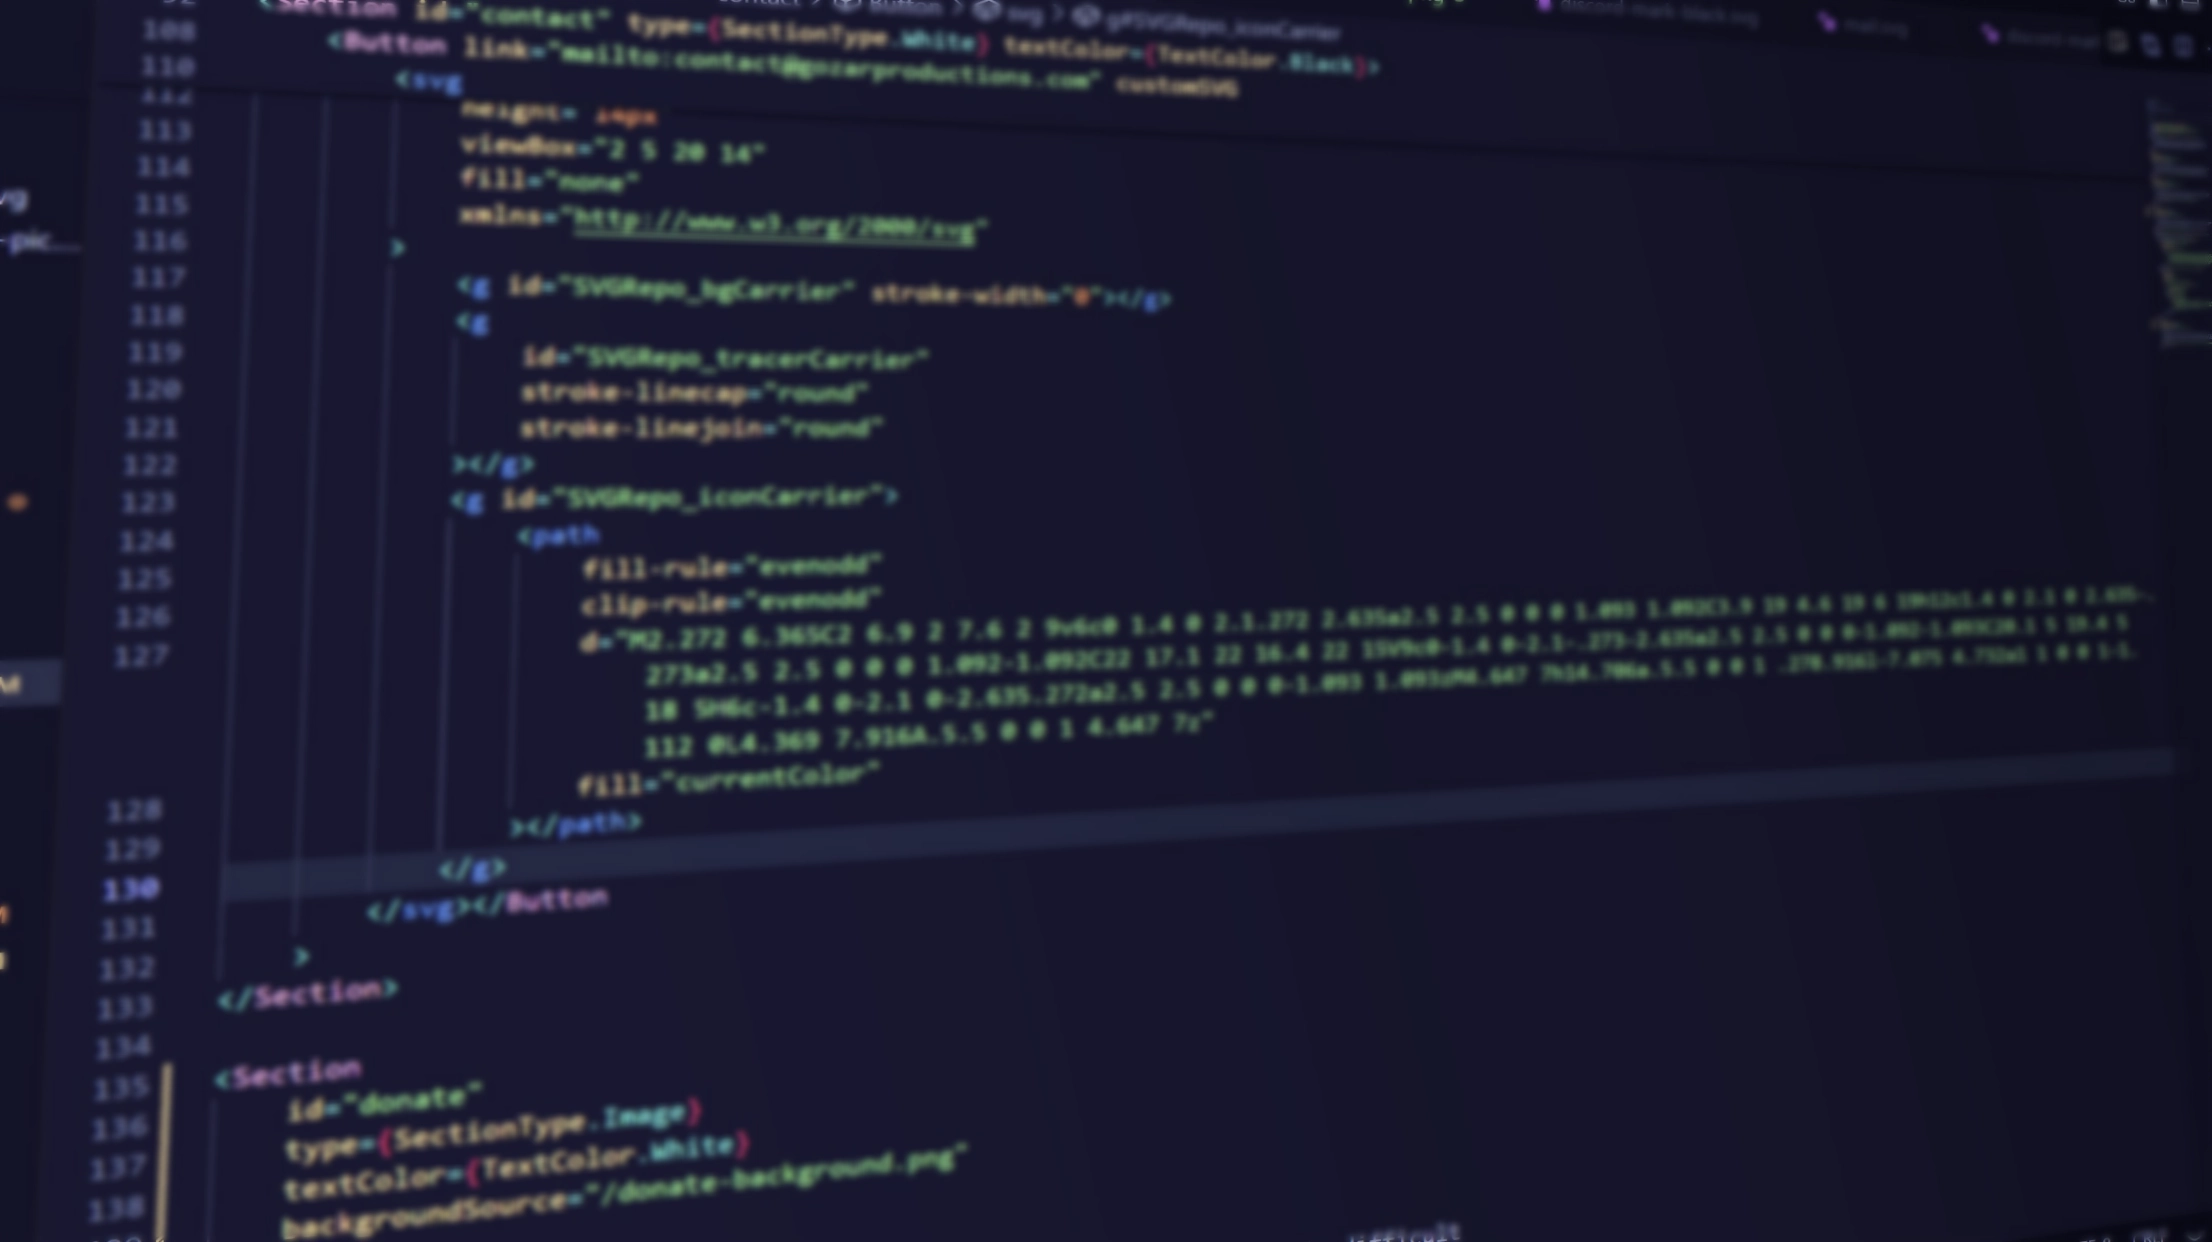 <Section id="contact" type={SectionType.White} textColor={TextColor.Black}>
108 <Button link="mailto:contact@gozarproductions.com" customSVG
110 <svg
112
113 viewBox="2 5 20 14"
114 fill="none"
115 xmlns="http://www.w3.org/2000/svg"
116 >
117 <g id="SVGRepo_bgCarrier" stroke-width="0"></g>
118 <g
119 id="SVGRepo_tracerCarrier"
120 stroke-linecap="round"
121 stroke-linejoin="round"
122 ></g>
123 <g id="SVGRepo_iconCarrier">
124 <path
125 fill-rule="evenodd"
126 clip-rule="evenodd"
127 d="M2.272 6.365C2 6.9 2 7.6 2 9v6c0 1.4 0 2.1.272 2.635a2.5 2.5 0 0 0 1.093 1.092C3.9 19 4.6 19 6 19h12c1.4 0 2.1 0 2.635-.
273a2.5 2.5 0 0 0 1.092-1.092C22 17.1 22 16.4 22 15V9c0-1.4 0-2.1-.273-2.635a2.5 2.5 0 0 0-1.092-1.093C20.1 5 19.4 5
18 5H6c-1.4 0-2.1 0-2.635.272a2.5 2.5 0 0 0-1.093 1.093zM4.647 7h14.706a.5.5 0 0 1 .278.916l-7.075 4.732a1 1 0 0 1-1.
112 0L4.369 7.916A.5.5 0 0 1 4.647 7z"
128 fill="currentColor"
129 ></path>
130 </g>
131 </svg></Button
132 >
133 </Section>
134
135 <Section
136 id="donate"
137 type={SectionType.Image}
138 textColor={TextColor.White}
backgroundSource="/donate-background.png"